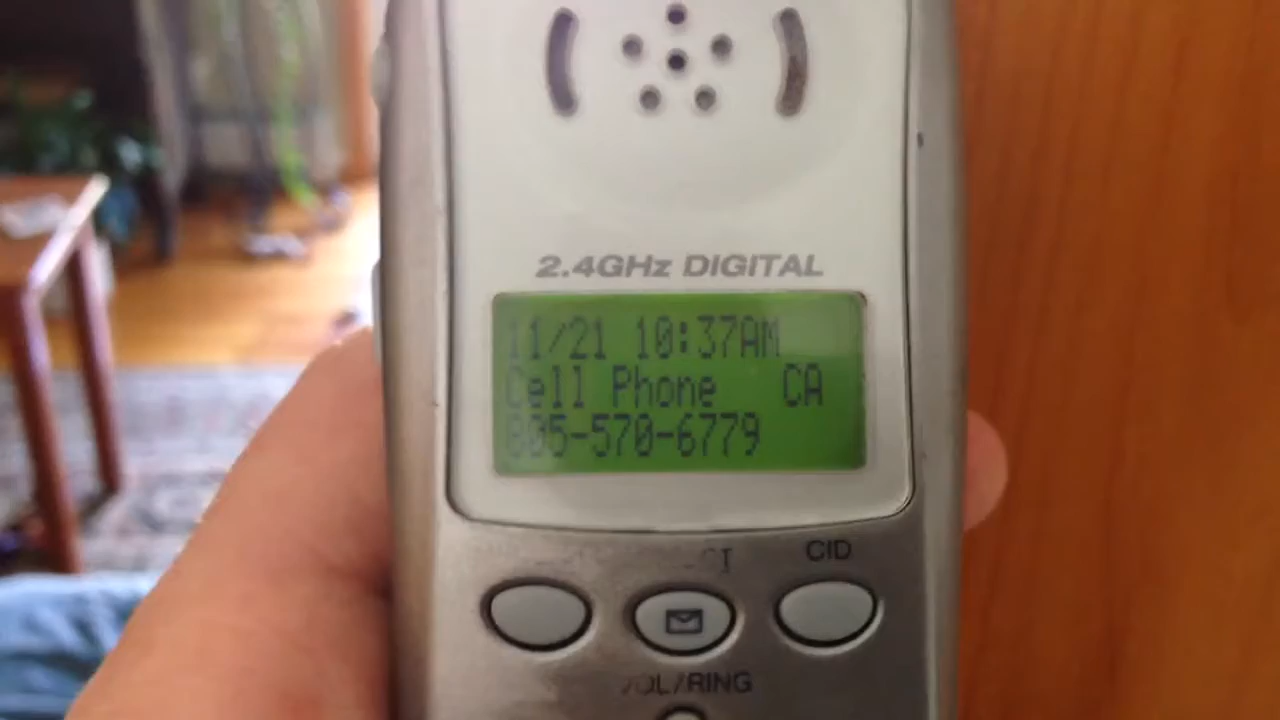 2.4GHz DIGITAL
11/21 10:37AM
Cell Phone CA
805-570-6779
CID
VOL/RING